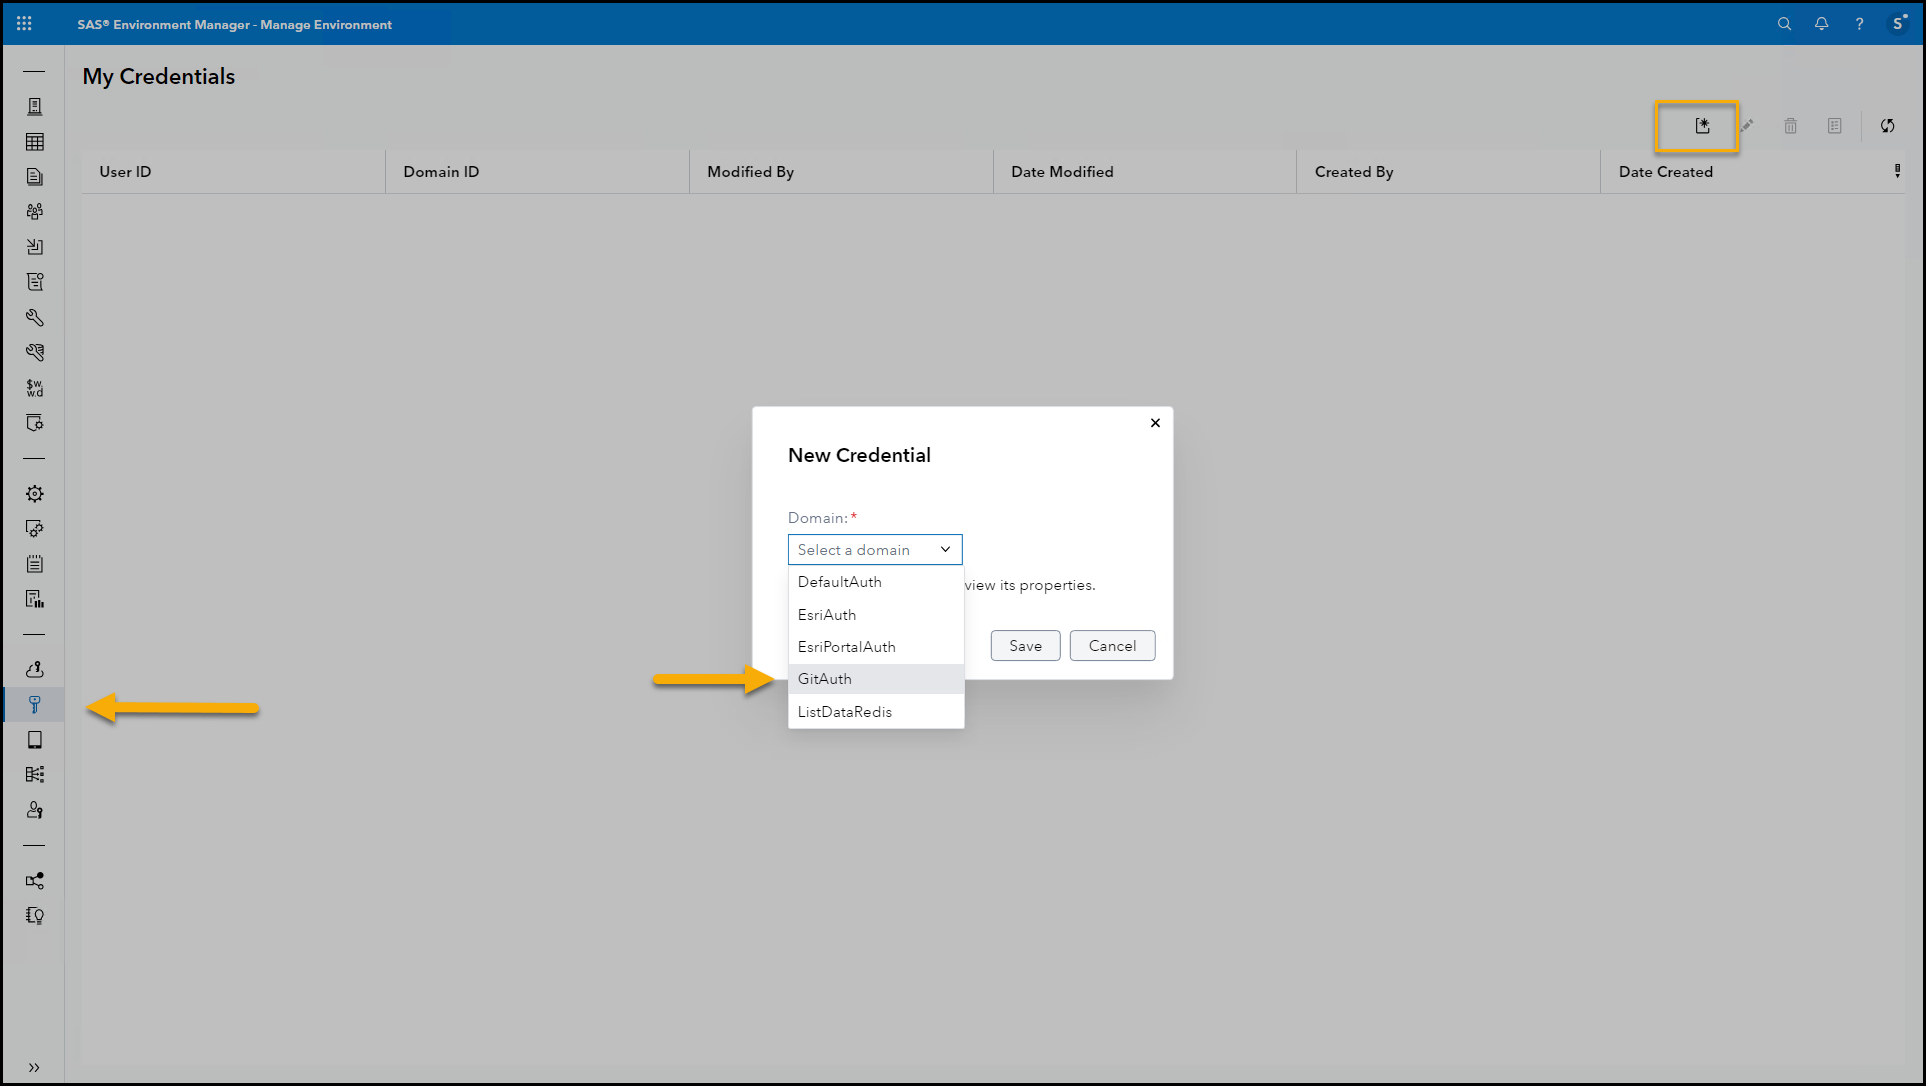 SAS® Environment Manager - Manage Environment
?
S
My Credentials
User ID
Domain ID
Modified By
Date Modified
Created By
Date Created
$w.
w.d
New Credential
Domain: *
Select a domain
DefaultAuth
view its properties.
EsriAuth
EsriPortalAuth
Save
Cancel
GitAuth
ListDataRedis